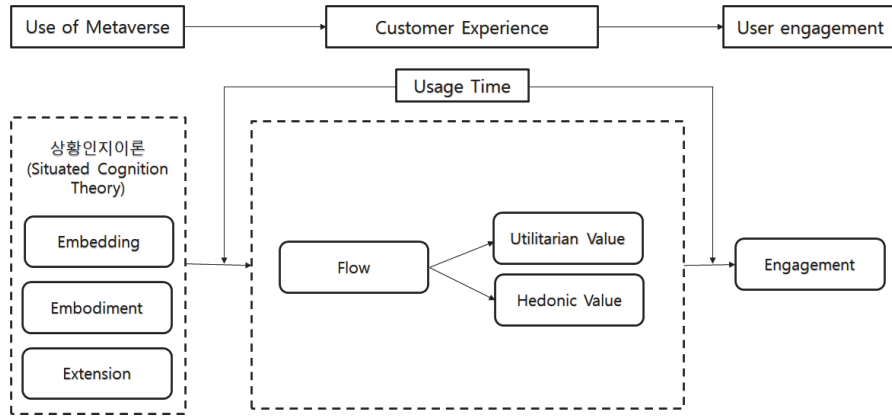 Use of Metaverse
Customer Experience
User engagement
Usage Time
상황인지이론
(Situated Cognition
Theory)
Embedding
Embodiment
Extension
Flow
Utilitarian Value
Hedonic Value
Engagement